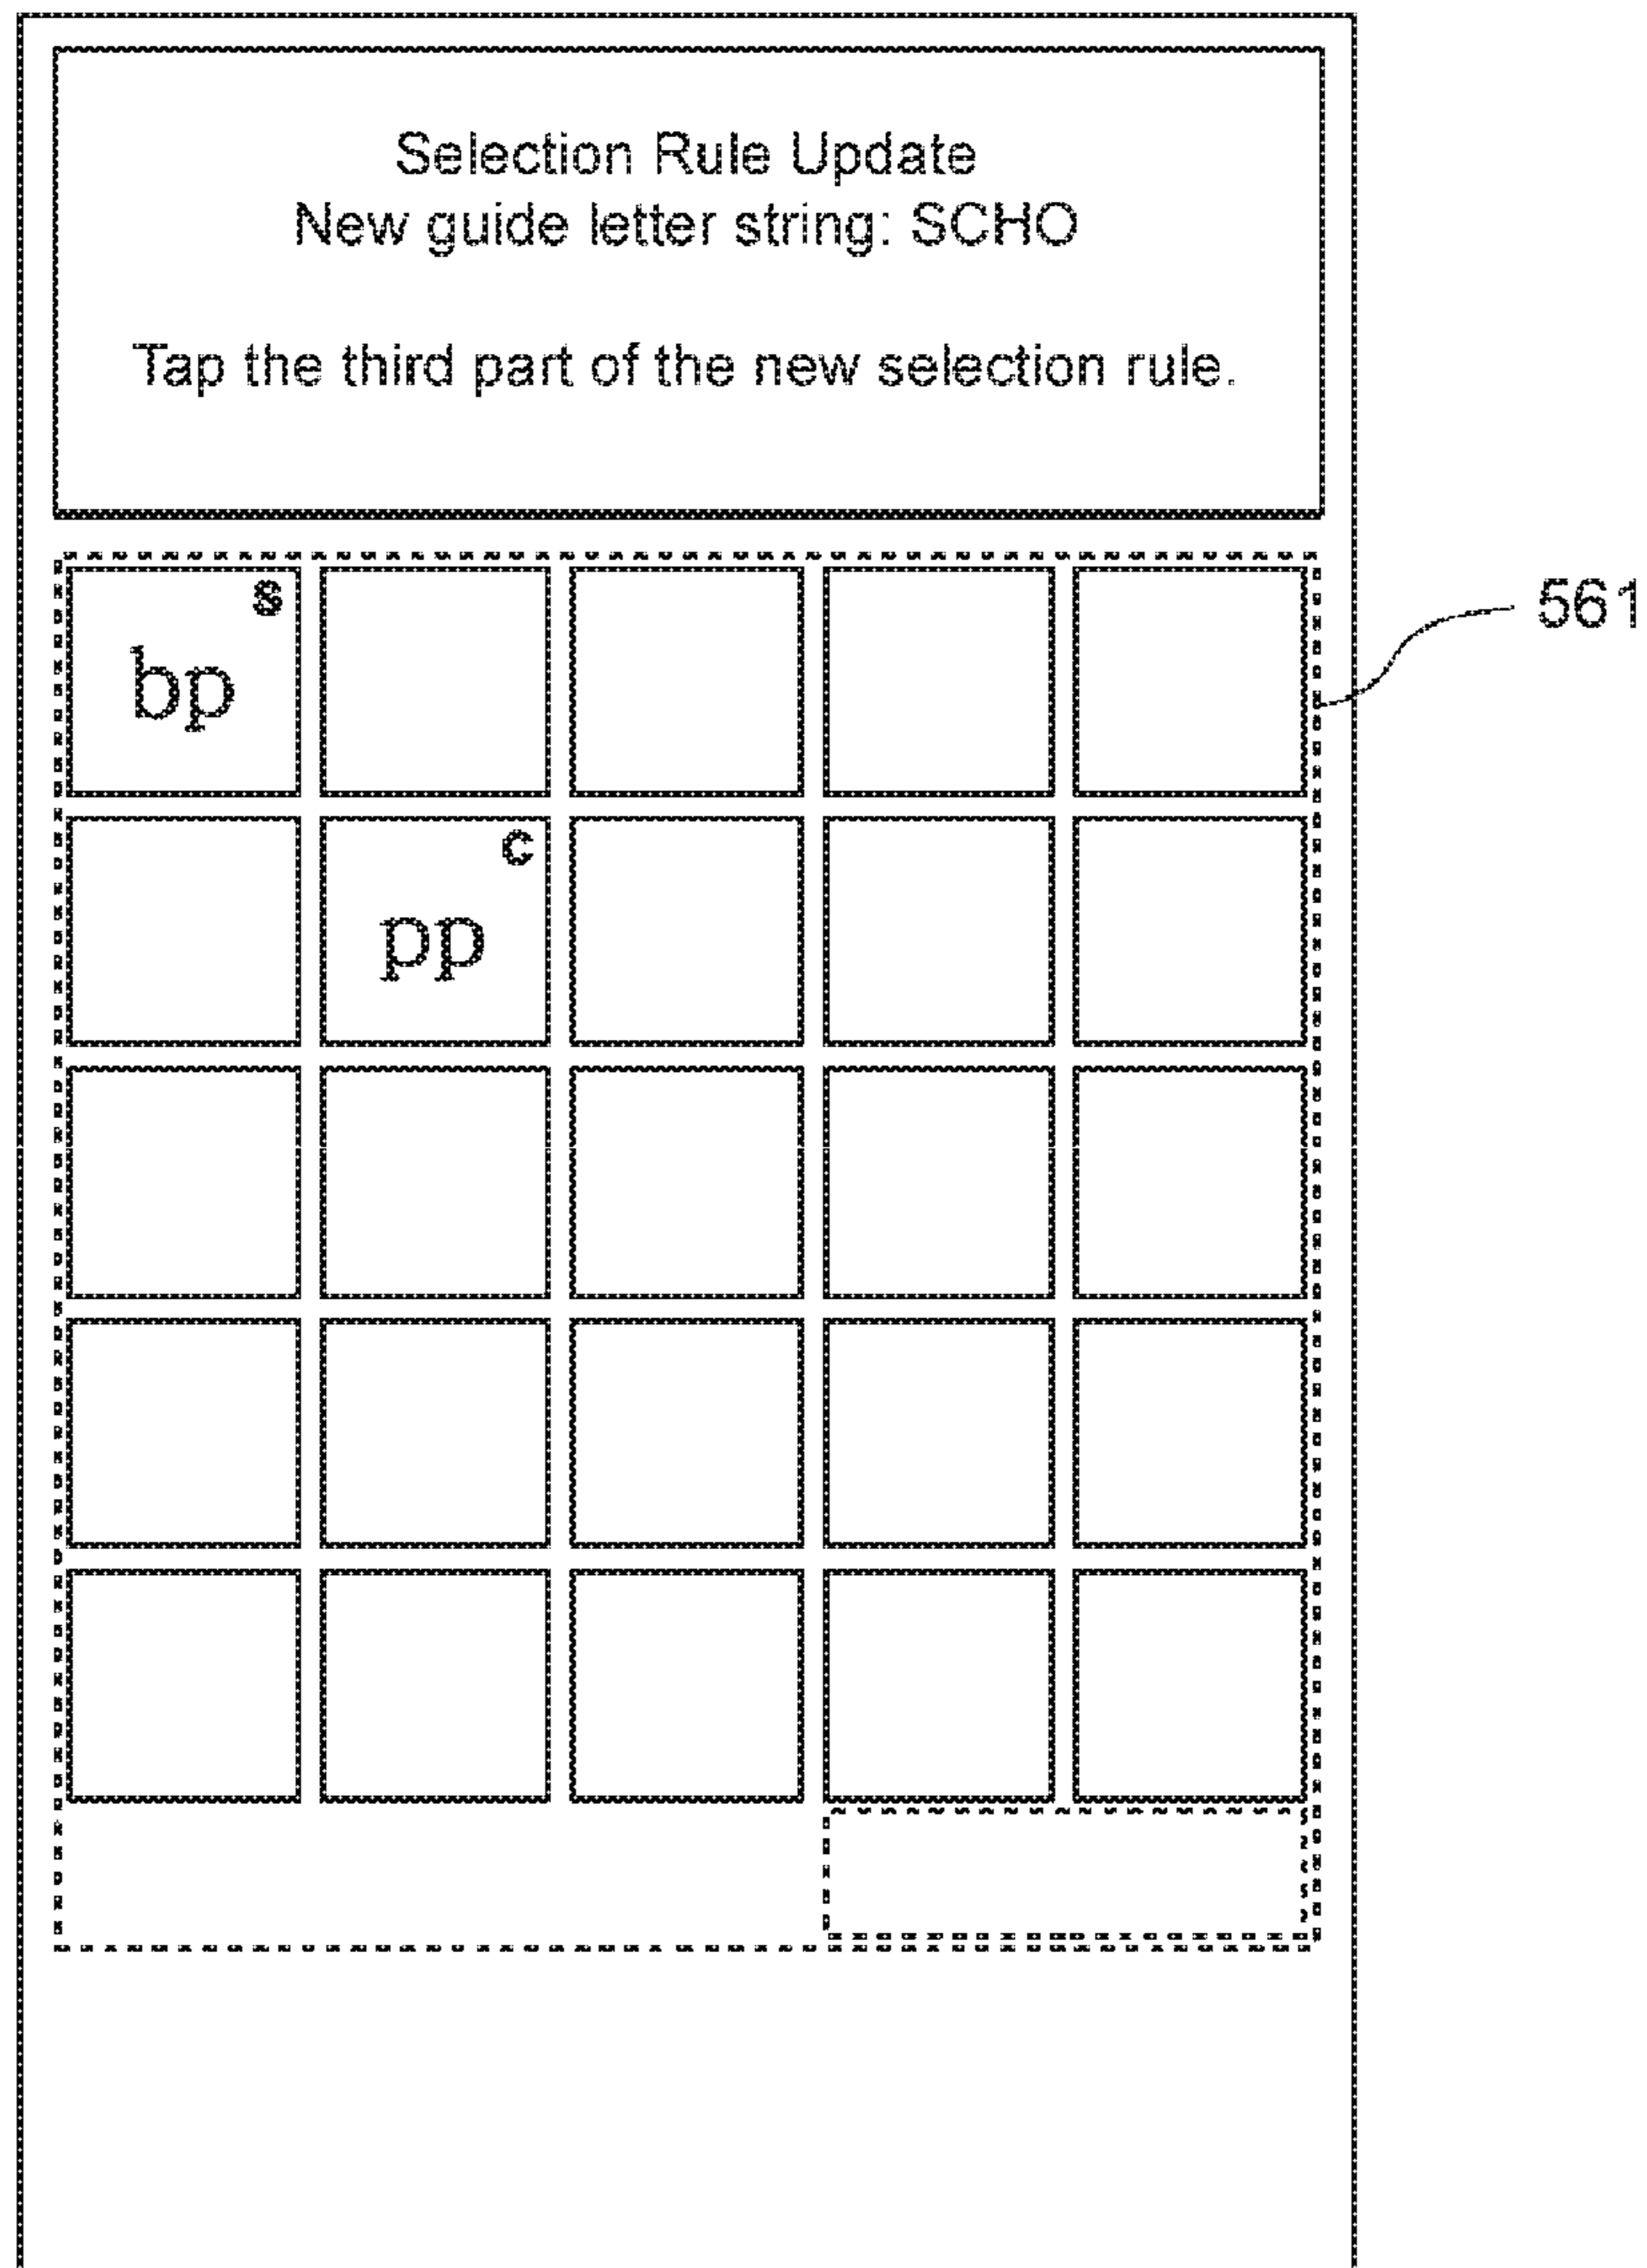 Selection Rule Update
New guide letter string: SCHO
Tap the third part of the new selection rule.
s
bp
561
c
pp